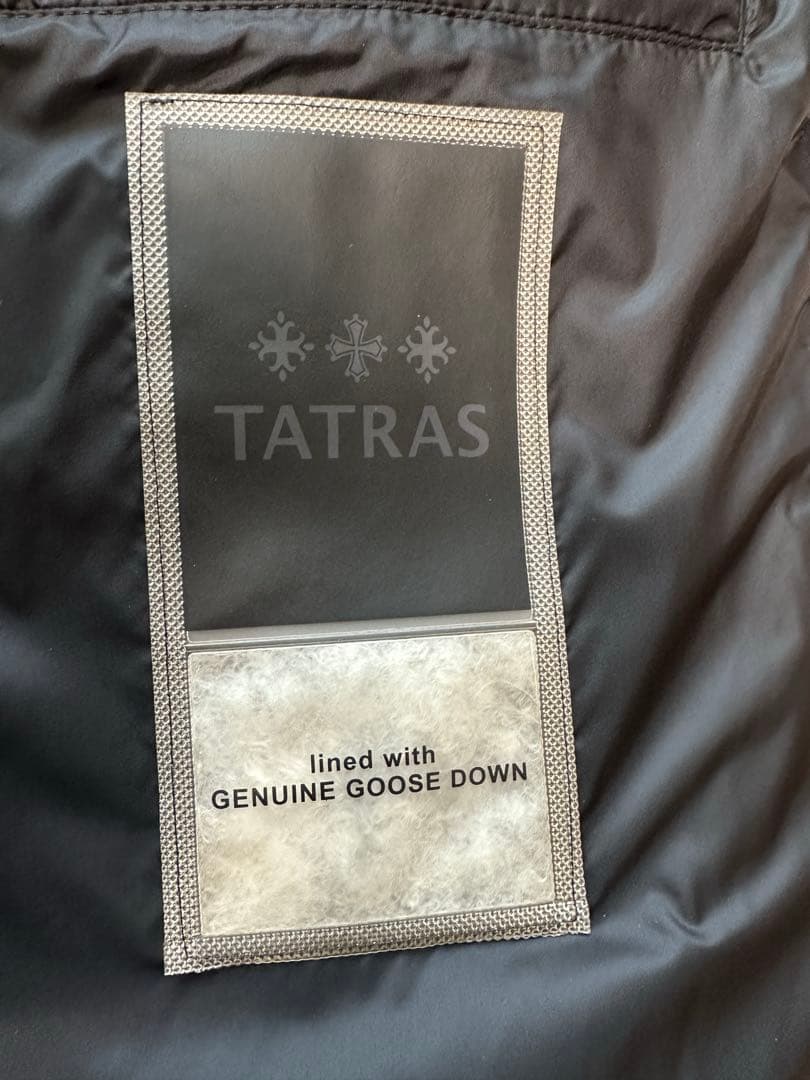 TATRAS
lined with
GENUINE GOOSE DOWN